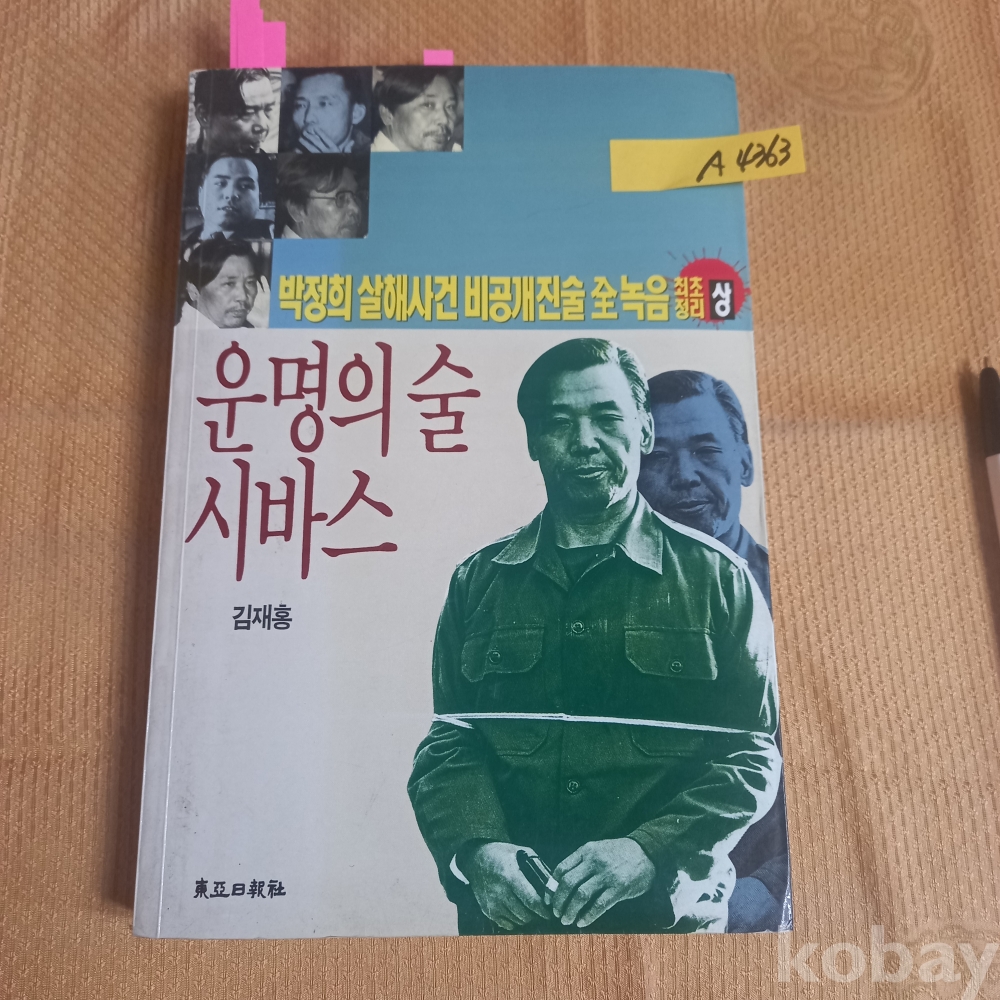 A 4363
박정희 살해사건 비공개진술 全 녹음 최초 정리 상
운명의 술
시바스
김재홍
東亞日報社
kobay